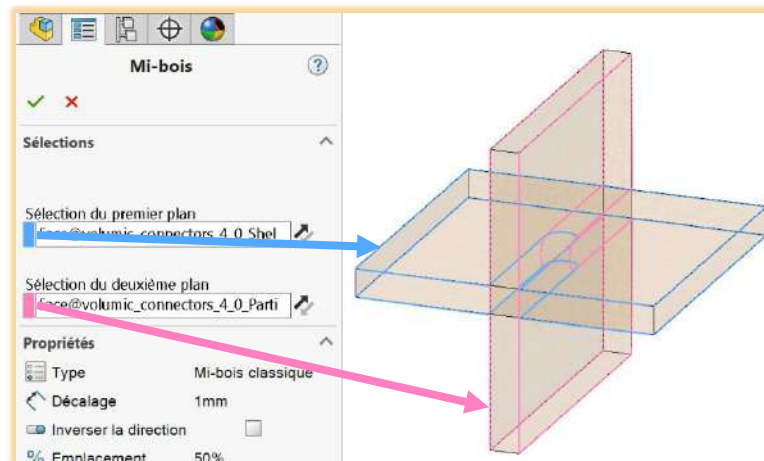 Mi-bois
Sélections
Sélection du premier plan
Face@volumic_connectors_4_0_Shel
Sélection du deuxième plan
Face@volumic_connectors_4_0_Parti
Propriétés
Type Mi-bois classique
Décalage 1mm
Inverser la direction
% Emplacement 50%